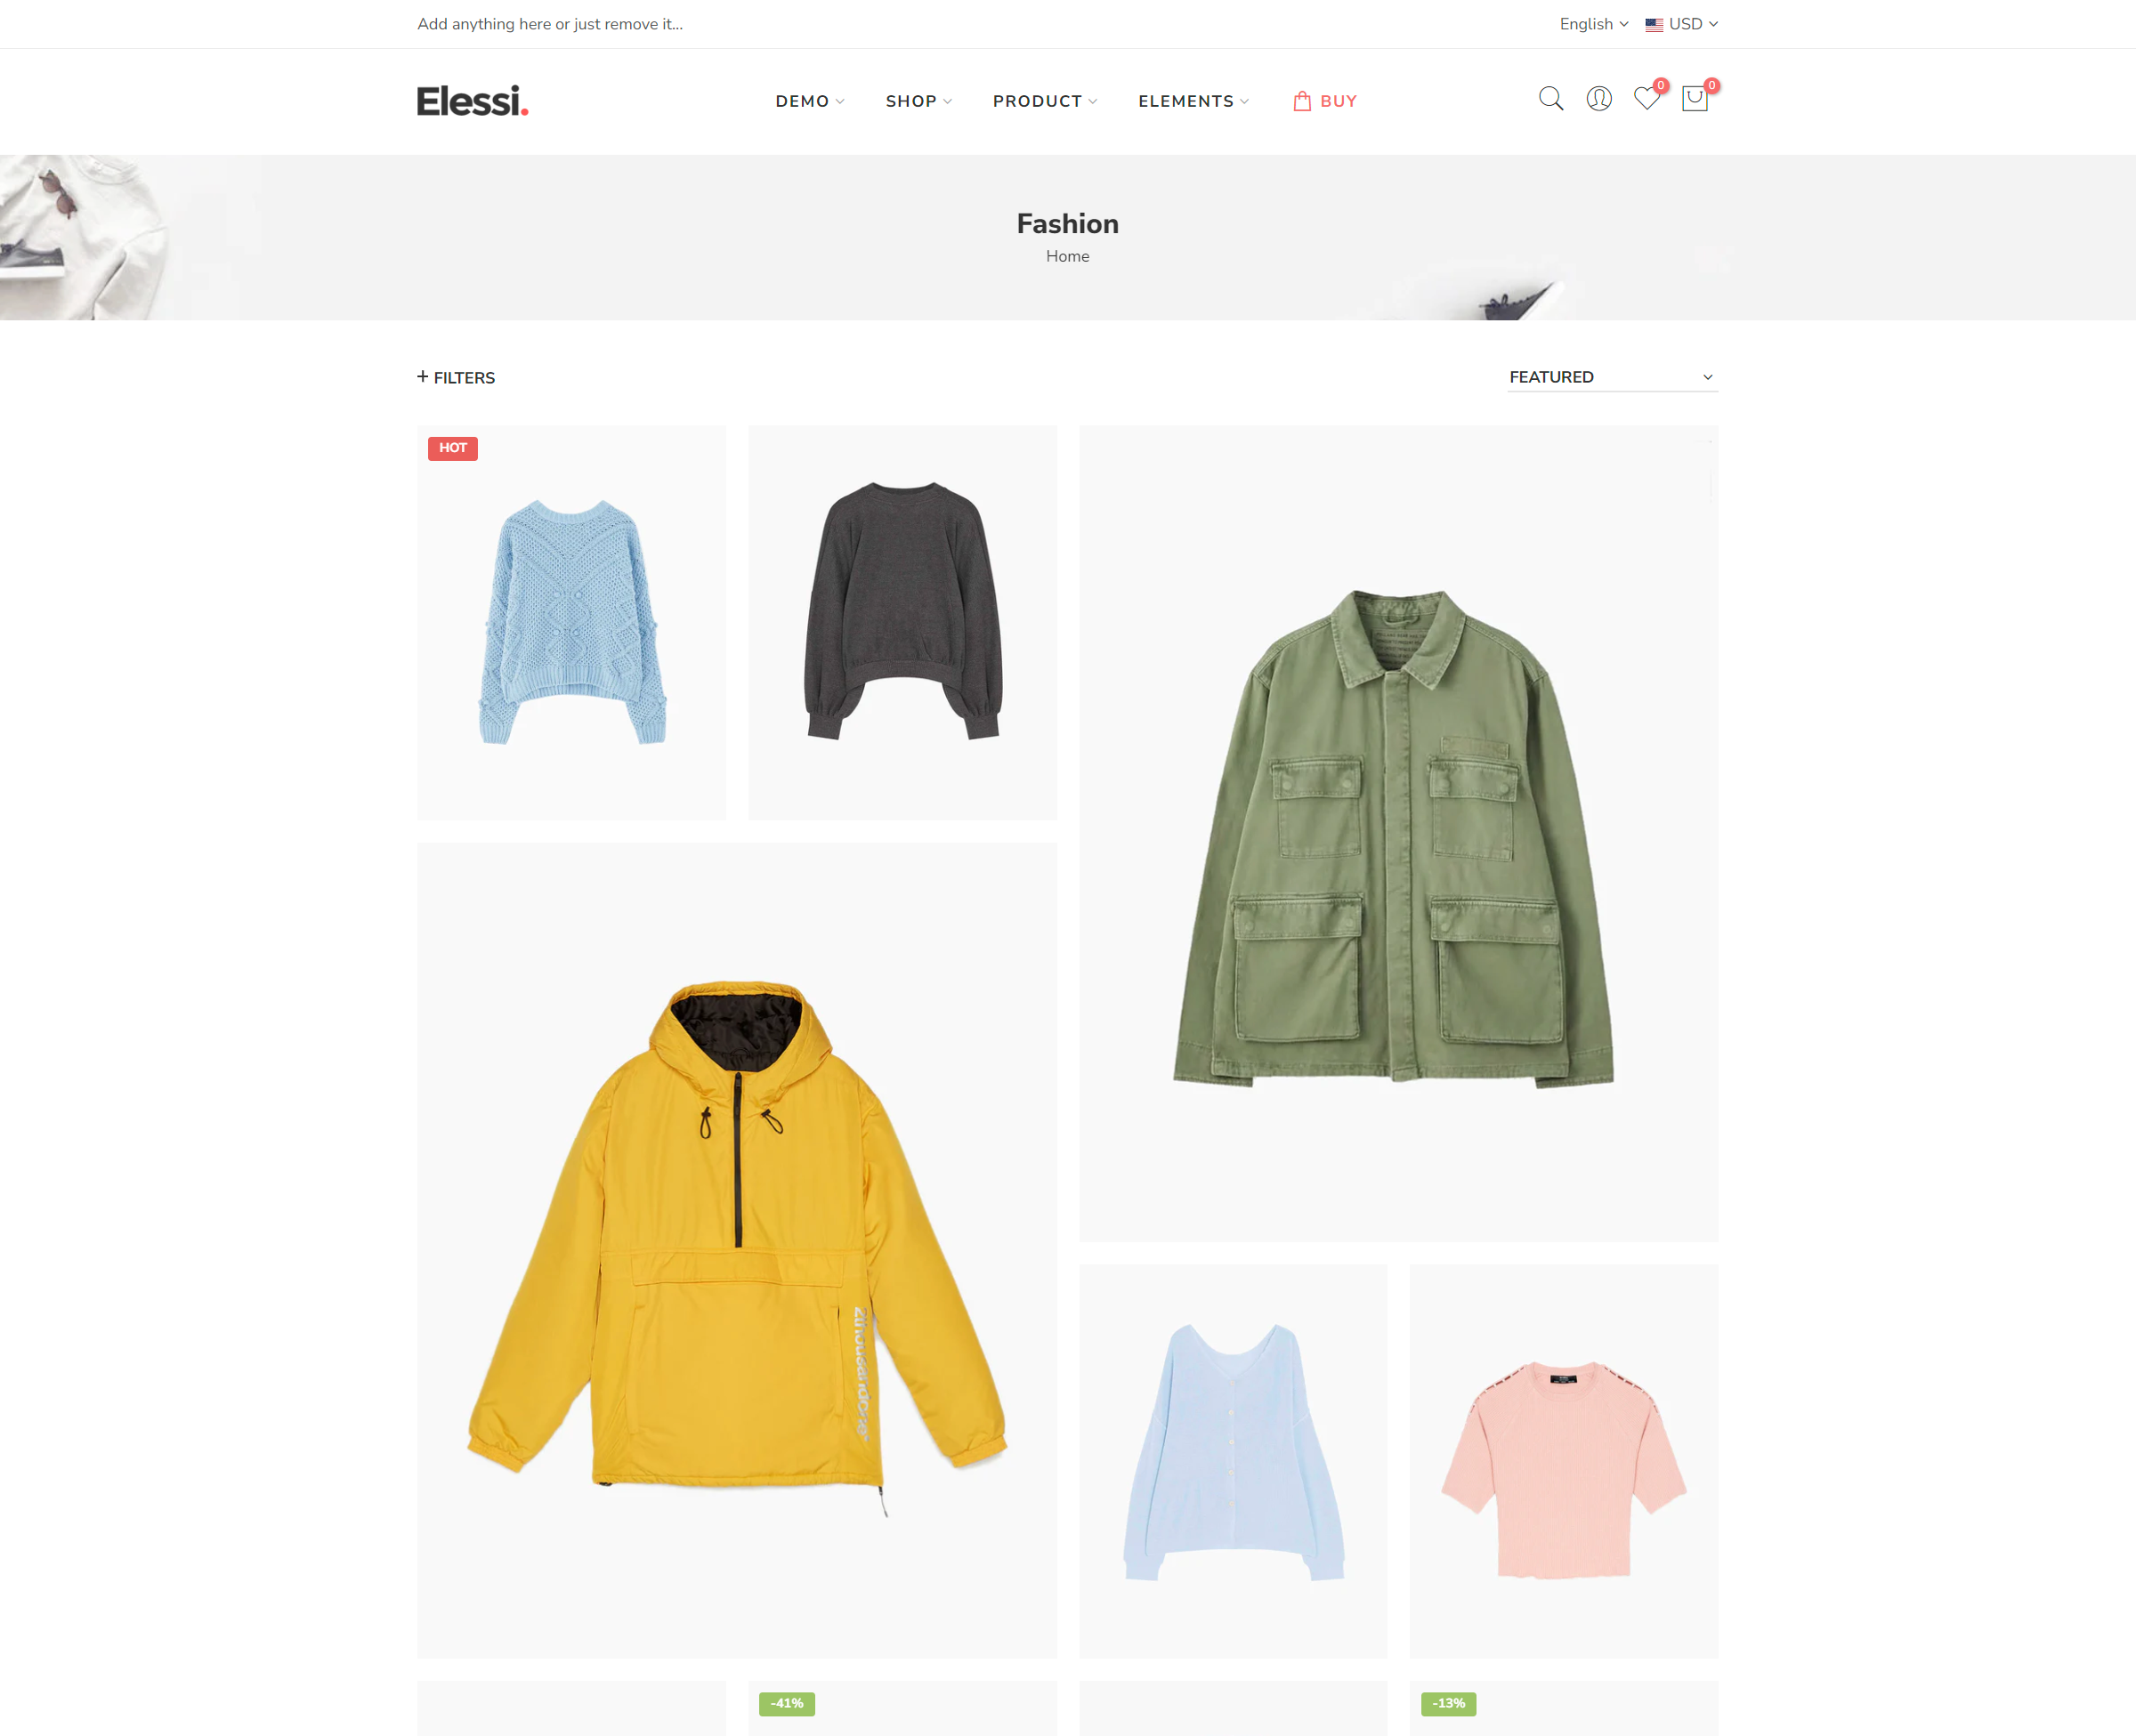 Add anything here or just remove it...
English
USD
Elessi.
DEMO
SHOP
PRODUCT
ELEMENTS
BUY
0
0
Fashion
Home
+ FILTERS
FEATURED
HOT
-41%
-13%